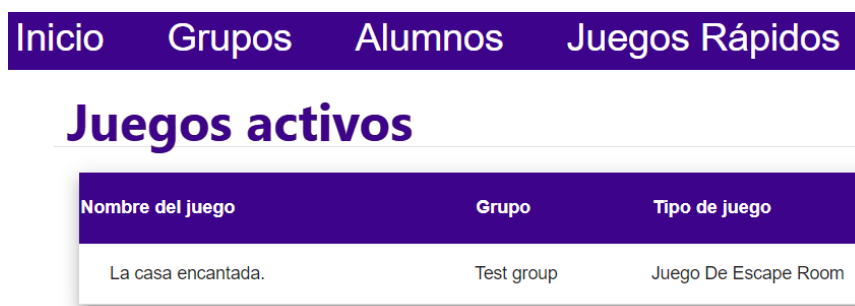 Inicio Grupos Alumnos Juegos Rápidos
Juegos activos
Nombre del juego Grupo Tipo de juego
La casa encantada. Test group Juego De Escape Room